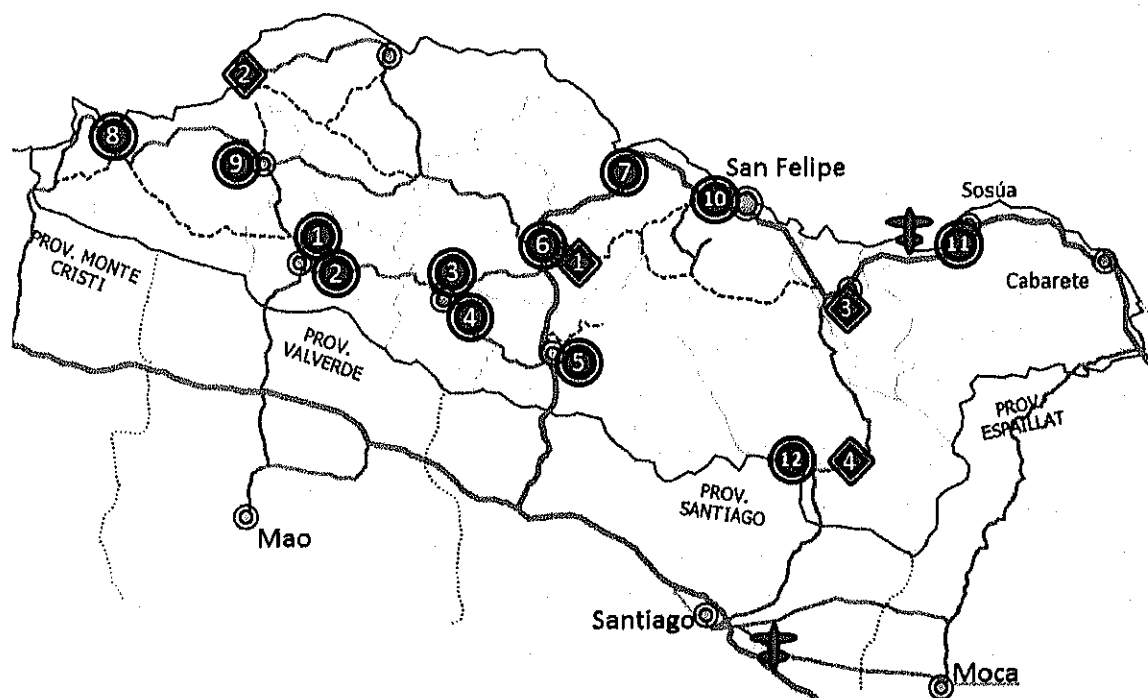 2
8
9
7
San Felipe
10
Sosúa
1
6
1
11
2
3
Cabarete
PROV. MONTE
CRISTI
4
3
PROV.
VALVERDE
5
PROV.
ESPAILLAT
12
4
PROV.
SANTIAGO
Mao
Santiago
Moca